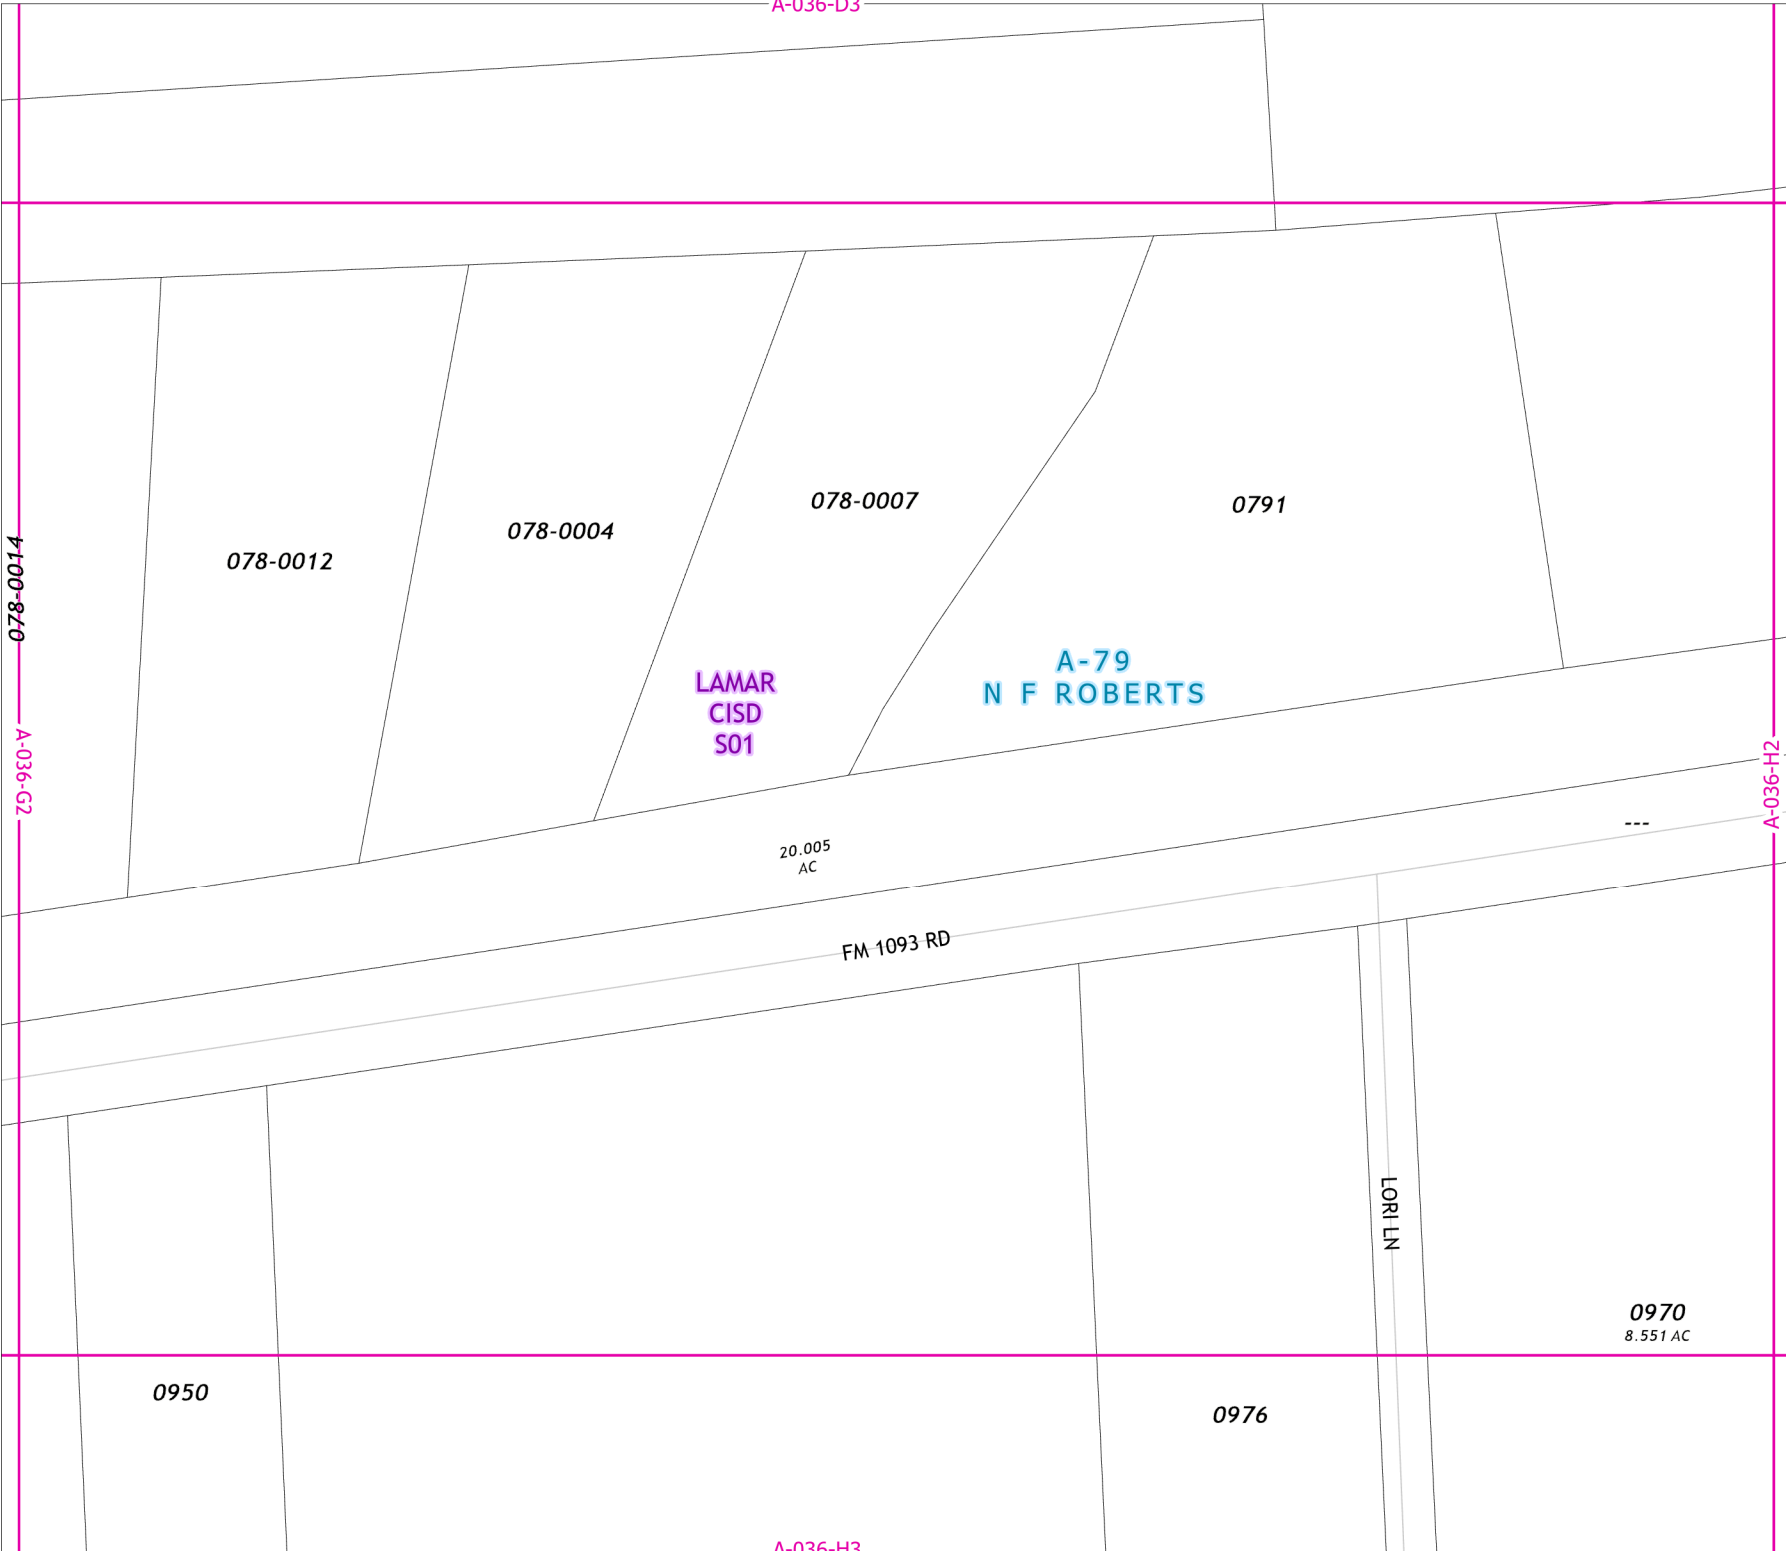 A-036-D3
078-0007
0791
078-0004
078-0012
078-0014
A-79
N F ROBERTS
LAMAR
CISD
S01
A-036-G2
A-036-H2
---
20.005
AC
FM 1093 RD
LORI LN
0970
8.551 AC
0950
0976
A-036-H3